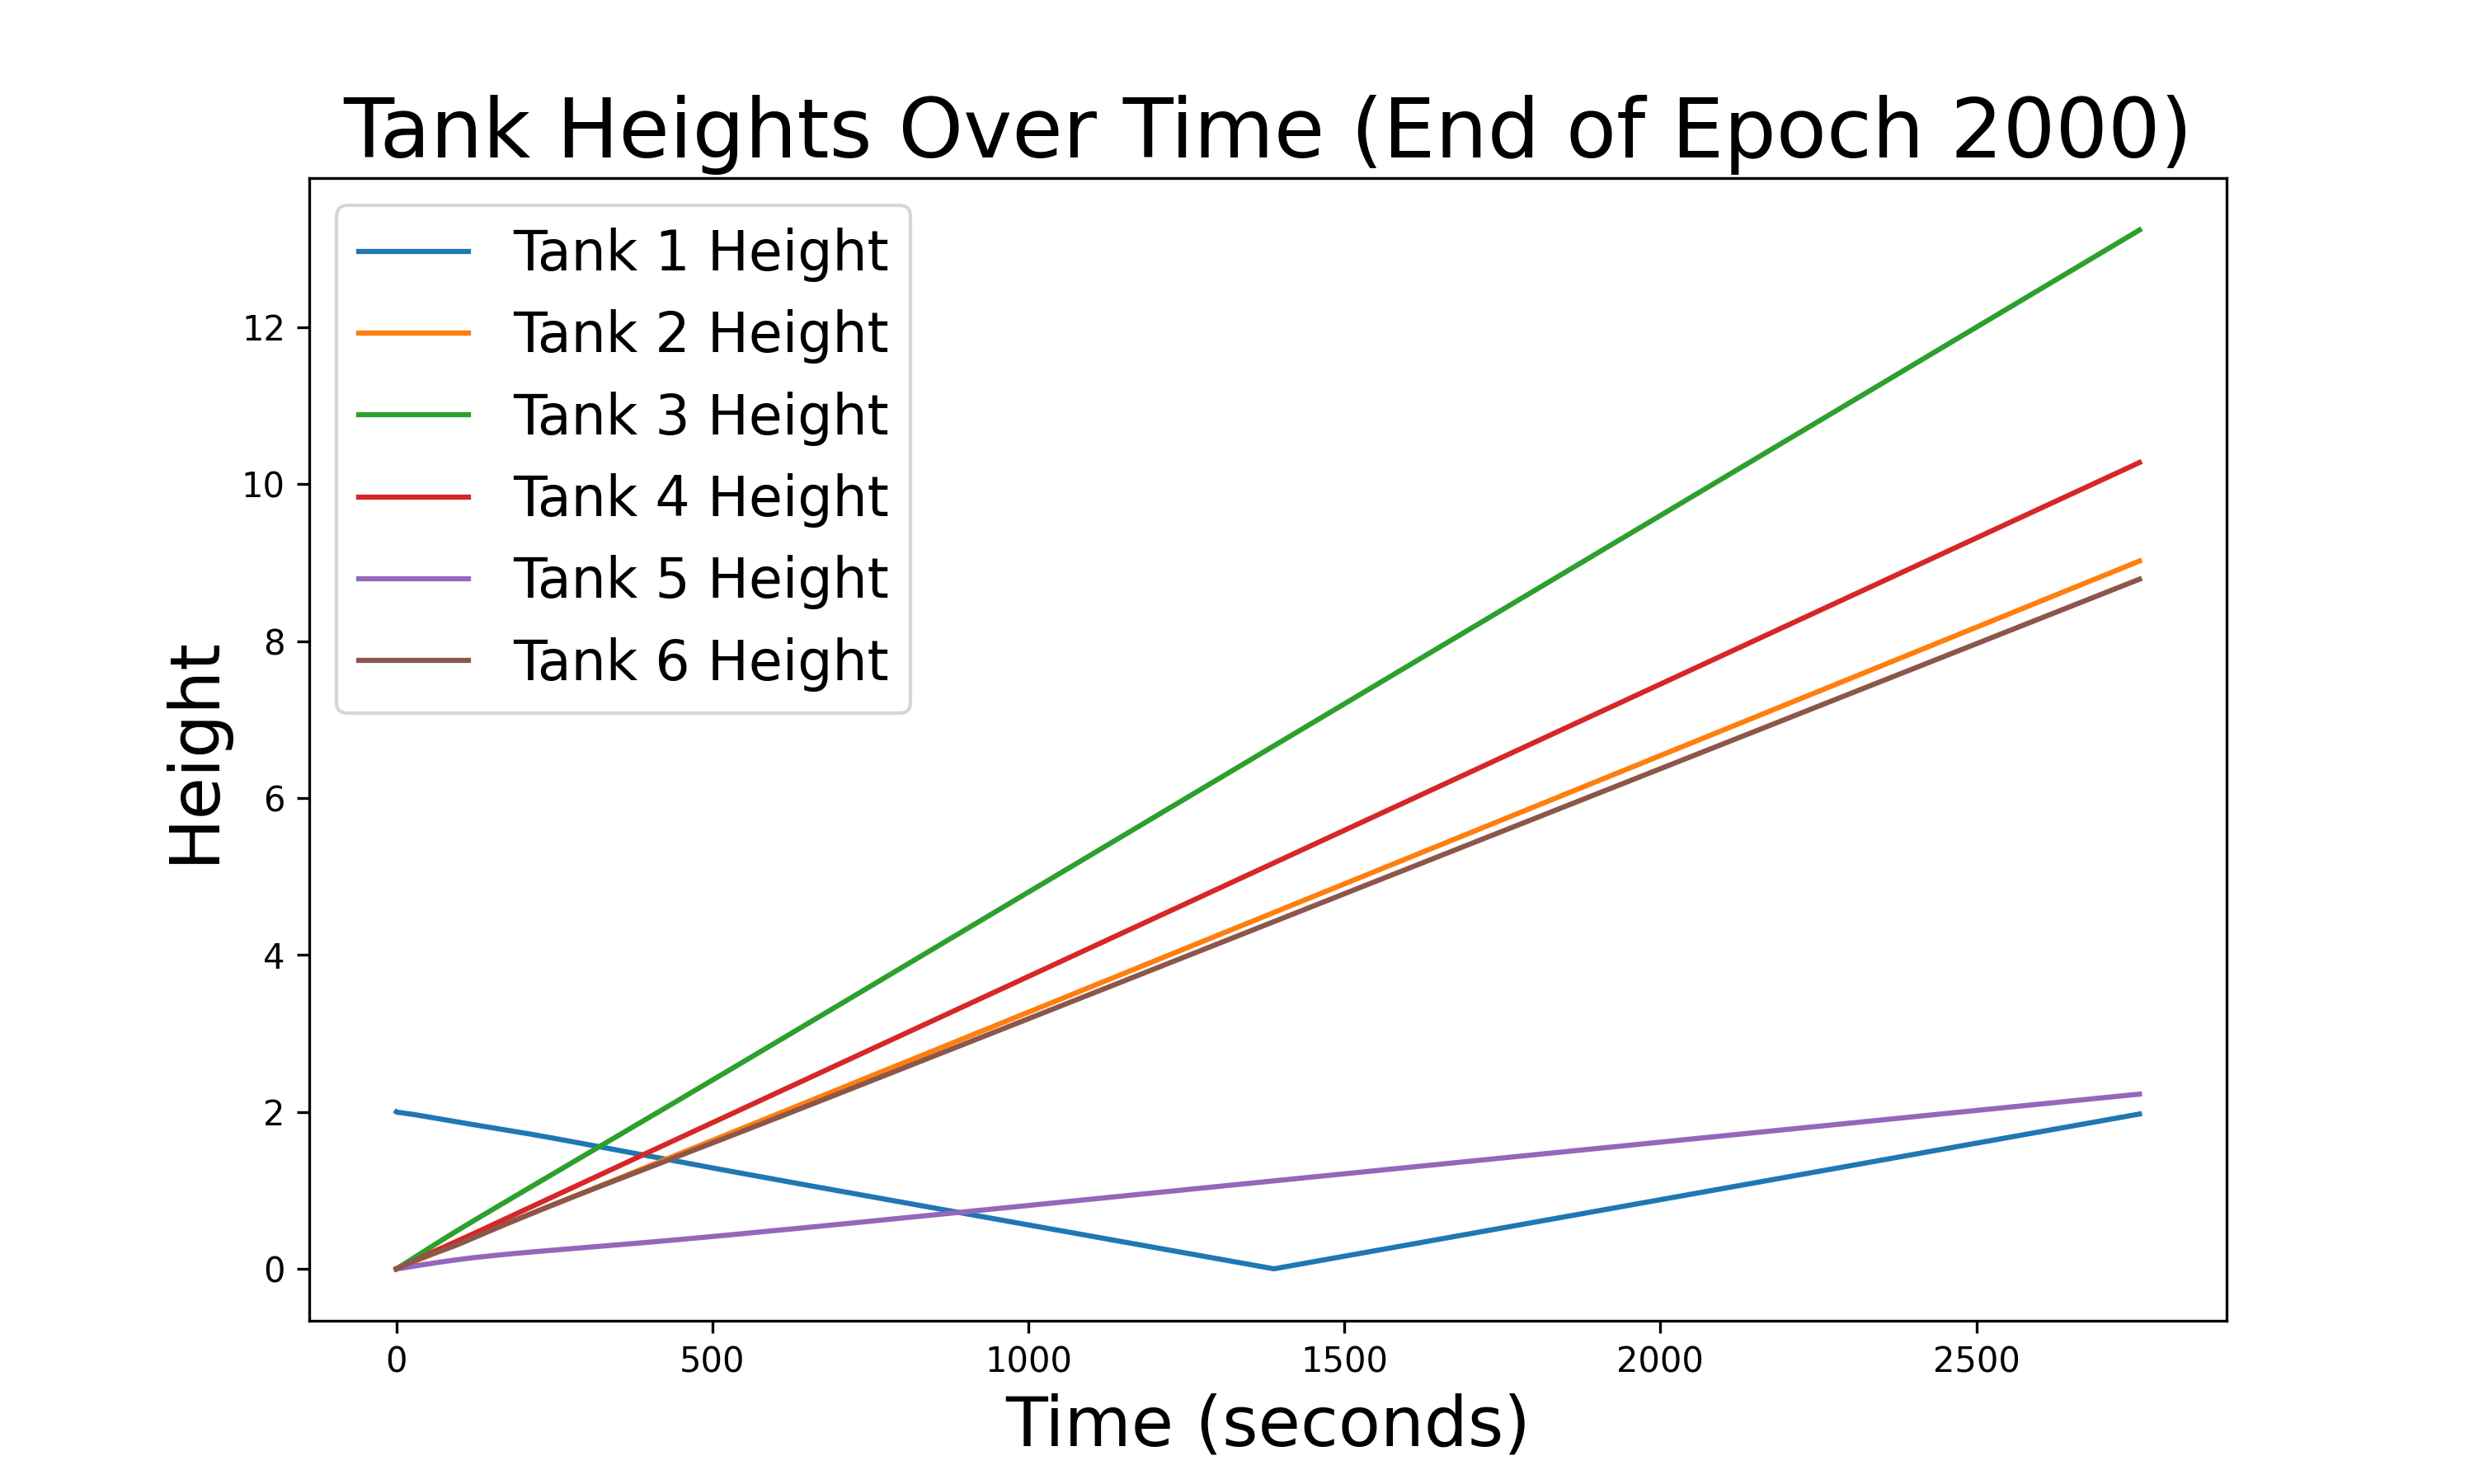 Tank Heights Over Time (End of Epoch 2000)
Tank 1 Height
Tank 2 Height
Tank 3 Height
Tank 4 Height
Tank 5 Height
Tank 6 Height
Height
12
10
8
6
4
2
0
0 500 1000 1500 2000 2500
Time (seconds)